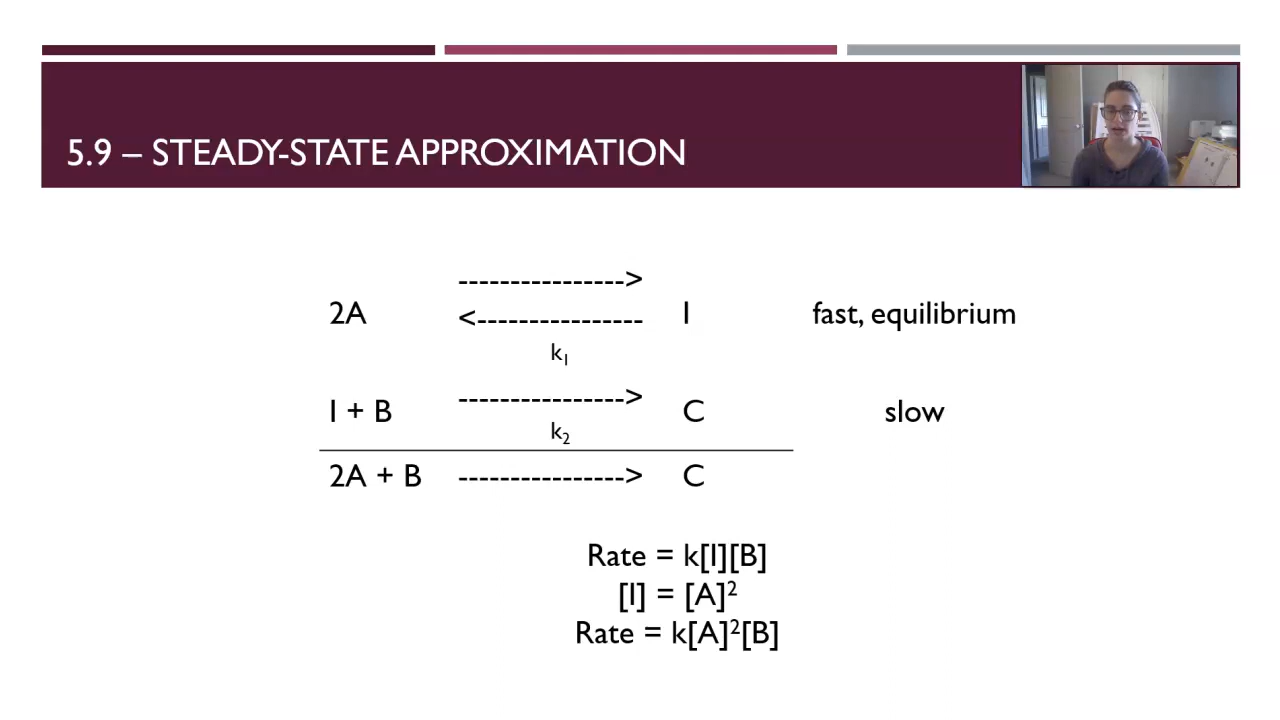 5.9 – STEADY-STATE APPROXIMATION
---------------->
2A <---------------- I fast, equilibrium
k₁
---------------->
I + B C slow
k₂
2A + B ----------------> C
Rate = k[I][B]
[I] = [A]²
Rate = k[A]²[B]